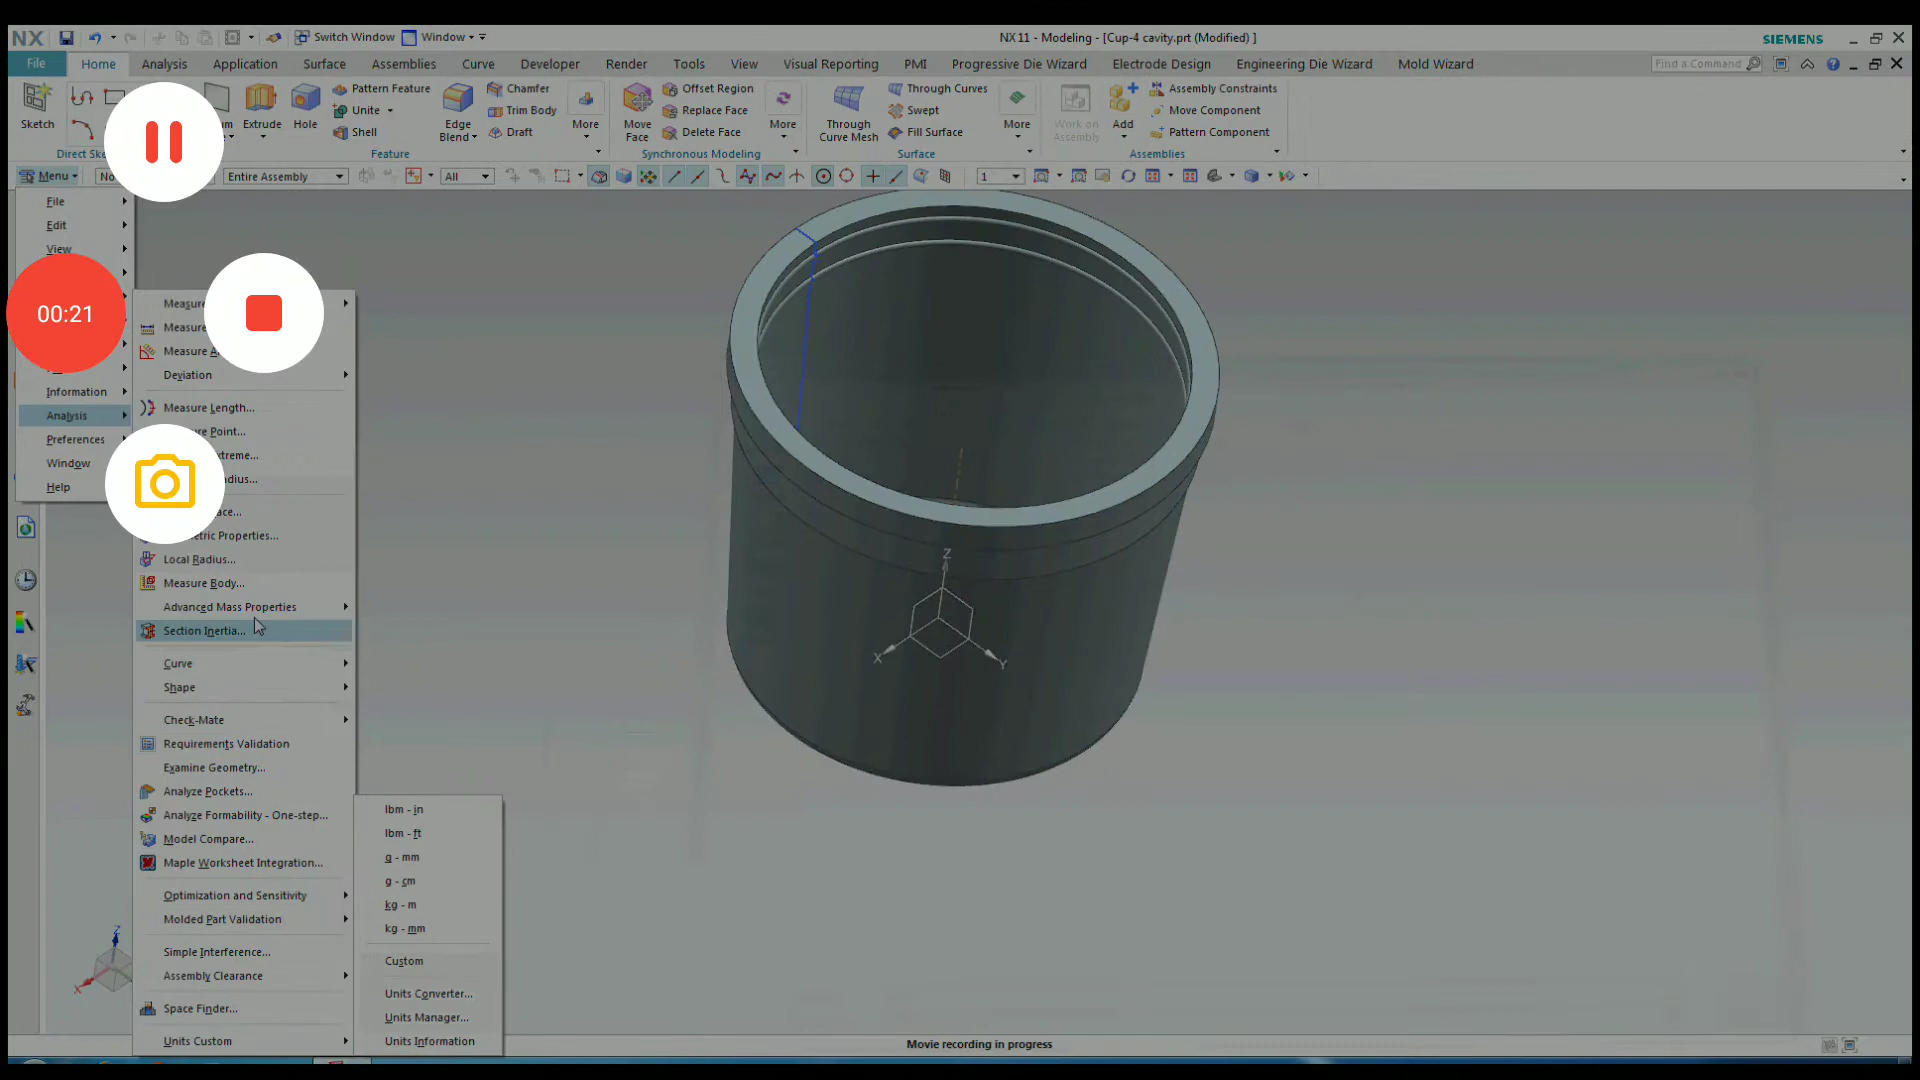 NX
Switch Window
Window
NX 11 - Modeling - [Cup-4 cavity.prt (Modified) ]
SIEMENS
File
Home
Analysis
Application
Surface
Assemblies
Curve
Developer
Render
Tools
View
Visual Reporting
PMI
Progressive Die Wizard
Electrode Design
Engineering Die Wizard
Mold Wizard
Find a Command
Sketch
Extrude
Hole
Pattern Feature
Unite
Shell
Edge
Blend
Chamfer
Trim Body
Draft
More
Move
Face
Offset Region
Replace Face
Delete Face
More
Through
Curve Mesh
Through Curves
Swept
Fill Surface
More
Work on
Assembly
Add
Assembly Constraints
Move Component
Pattern Component
Feature
Synchronous Modeling
Surface
Assemblies
Menu
Entire Assembly
All
1
File
Edit
View
Information
Analysis
Preferences
Window
Help
00:21
Measure
Deviation
Measure Length...
Point...
Local Radius...
Measure Body...
Advanced Mass Properties
Section Inertia...
Curve
Shape
Check-Mate
Requirements Validation
Examine Geometry...
Analyze Pockets...
Analyze Formability - One-step...
Model Compare...
Maple Worksheet Integration...
Optimization and Sensitivity
Molded Part Validation
Simple Interference...
Assembly Clearance
Space Finder...
Units Custom
lbm - in
lbm - ft
g - mm
g - cm
kg - m
kg - mm
Custom
Units Converter...
Units Manager...
Units Information
Z
X
Y
Z
X
Movie recording in progress